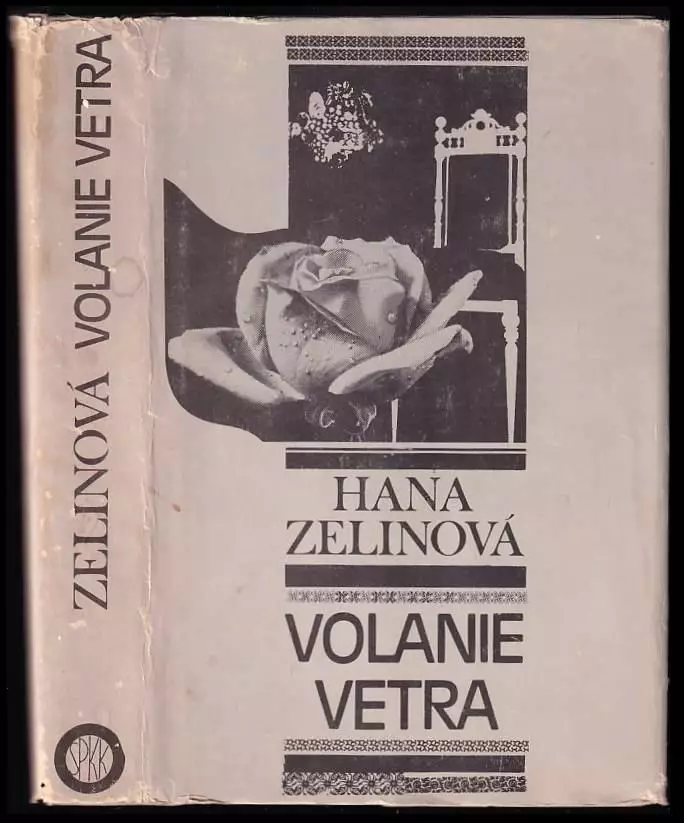 ZELINOVÁ VOLANIE VETRA
SPKK
HANA
ZELINOVÁ
VOLANIE
VETRA